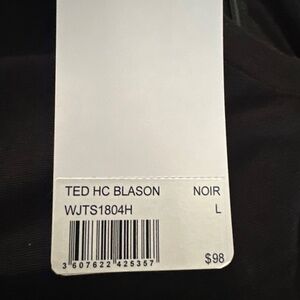 TED HC BLASON NOIR
WJTS1804H L
3 607622 425357
$98